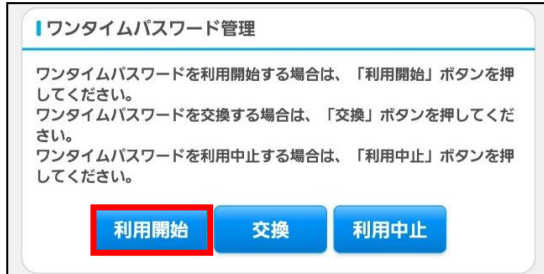 ワンタイムパスワード管理
ワンタイムパスワードを利用開始する場合は、「利用開始」ボタンを押
してください。
ワンタイムパスワードを交換する場合は、「交換」ボタンを押してくだ
さい。
ワンタイムパスワードを利用中止する場合は、「利用中止」ボタンを押
してください。
利用開始 交換 利用中止